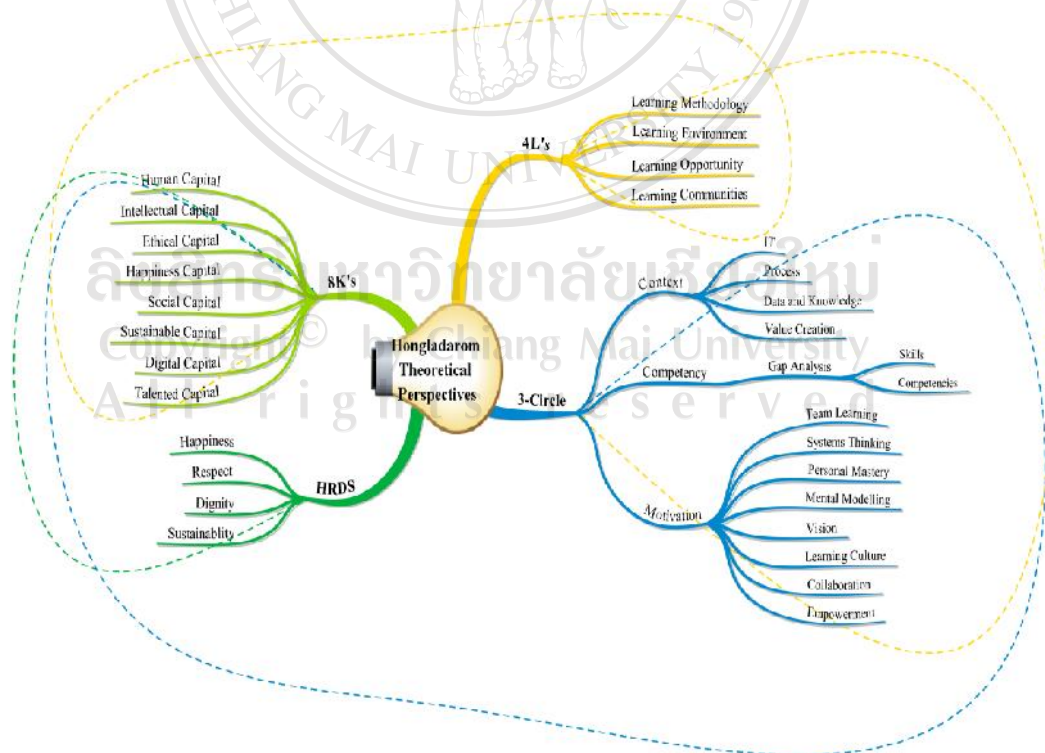 CHIANG MAI UNIVERSITY 19
4L's
Learning Methodology
Learning Environment
Learning Opportunity
Learning Communities
8K's
Human Capital
Intellectual Capital
Ethical Capital
Happiness Capital
Social Capital
Sustainable Capital
Digital Capital
Talented Capital
Hongladarom
Theoretical
Perspectives
HRDS
Happiness
Respect
Dignity
Sustainablity
3-Circle
Context
IT
Process
Data and Knowledge
Value Creation
Competency
Gap Analysis
Skills
Competencies
Motivation
Team Learning
Systems Thinking
Personal Mastery
Mental Modelling
Vision
Learning Culture
Collaboration
Empowerment
ลิขสิทธิ์มหาวิทยาลัยเชียงใหม่
Copyright© by Chiang Mai University
All rights reserved